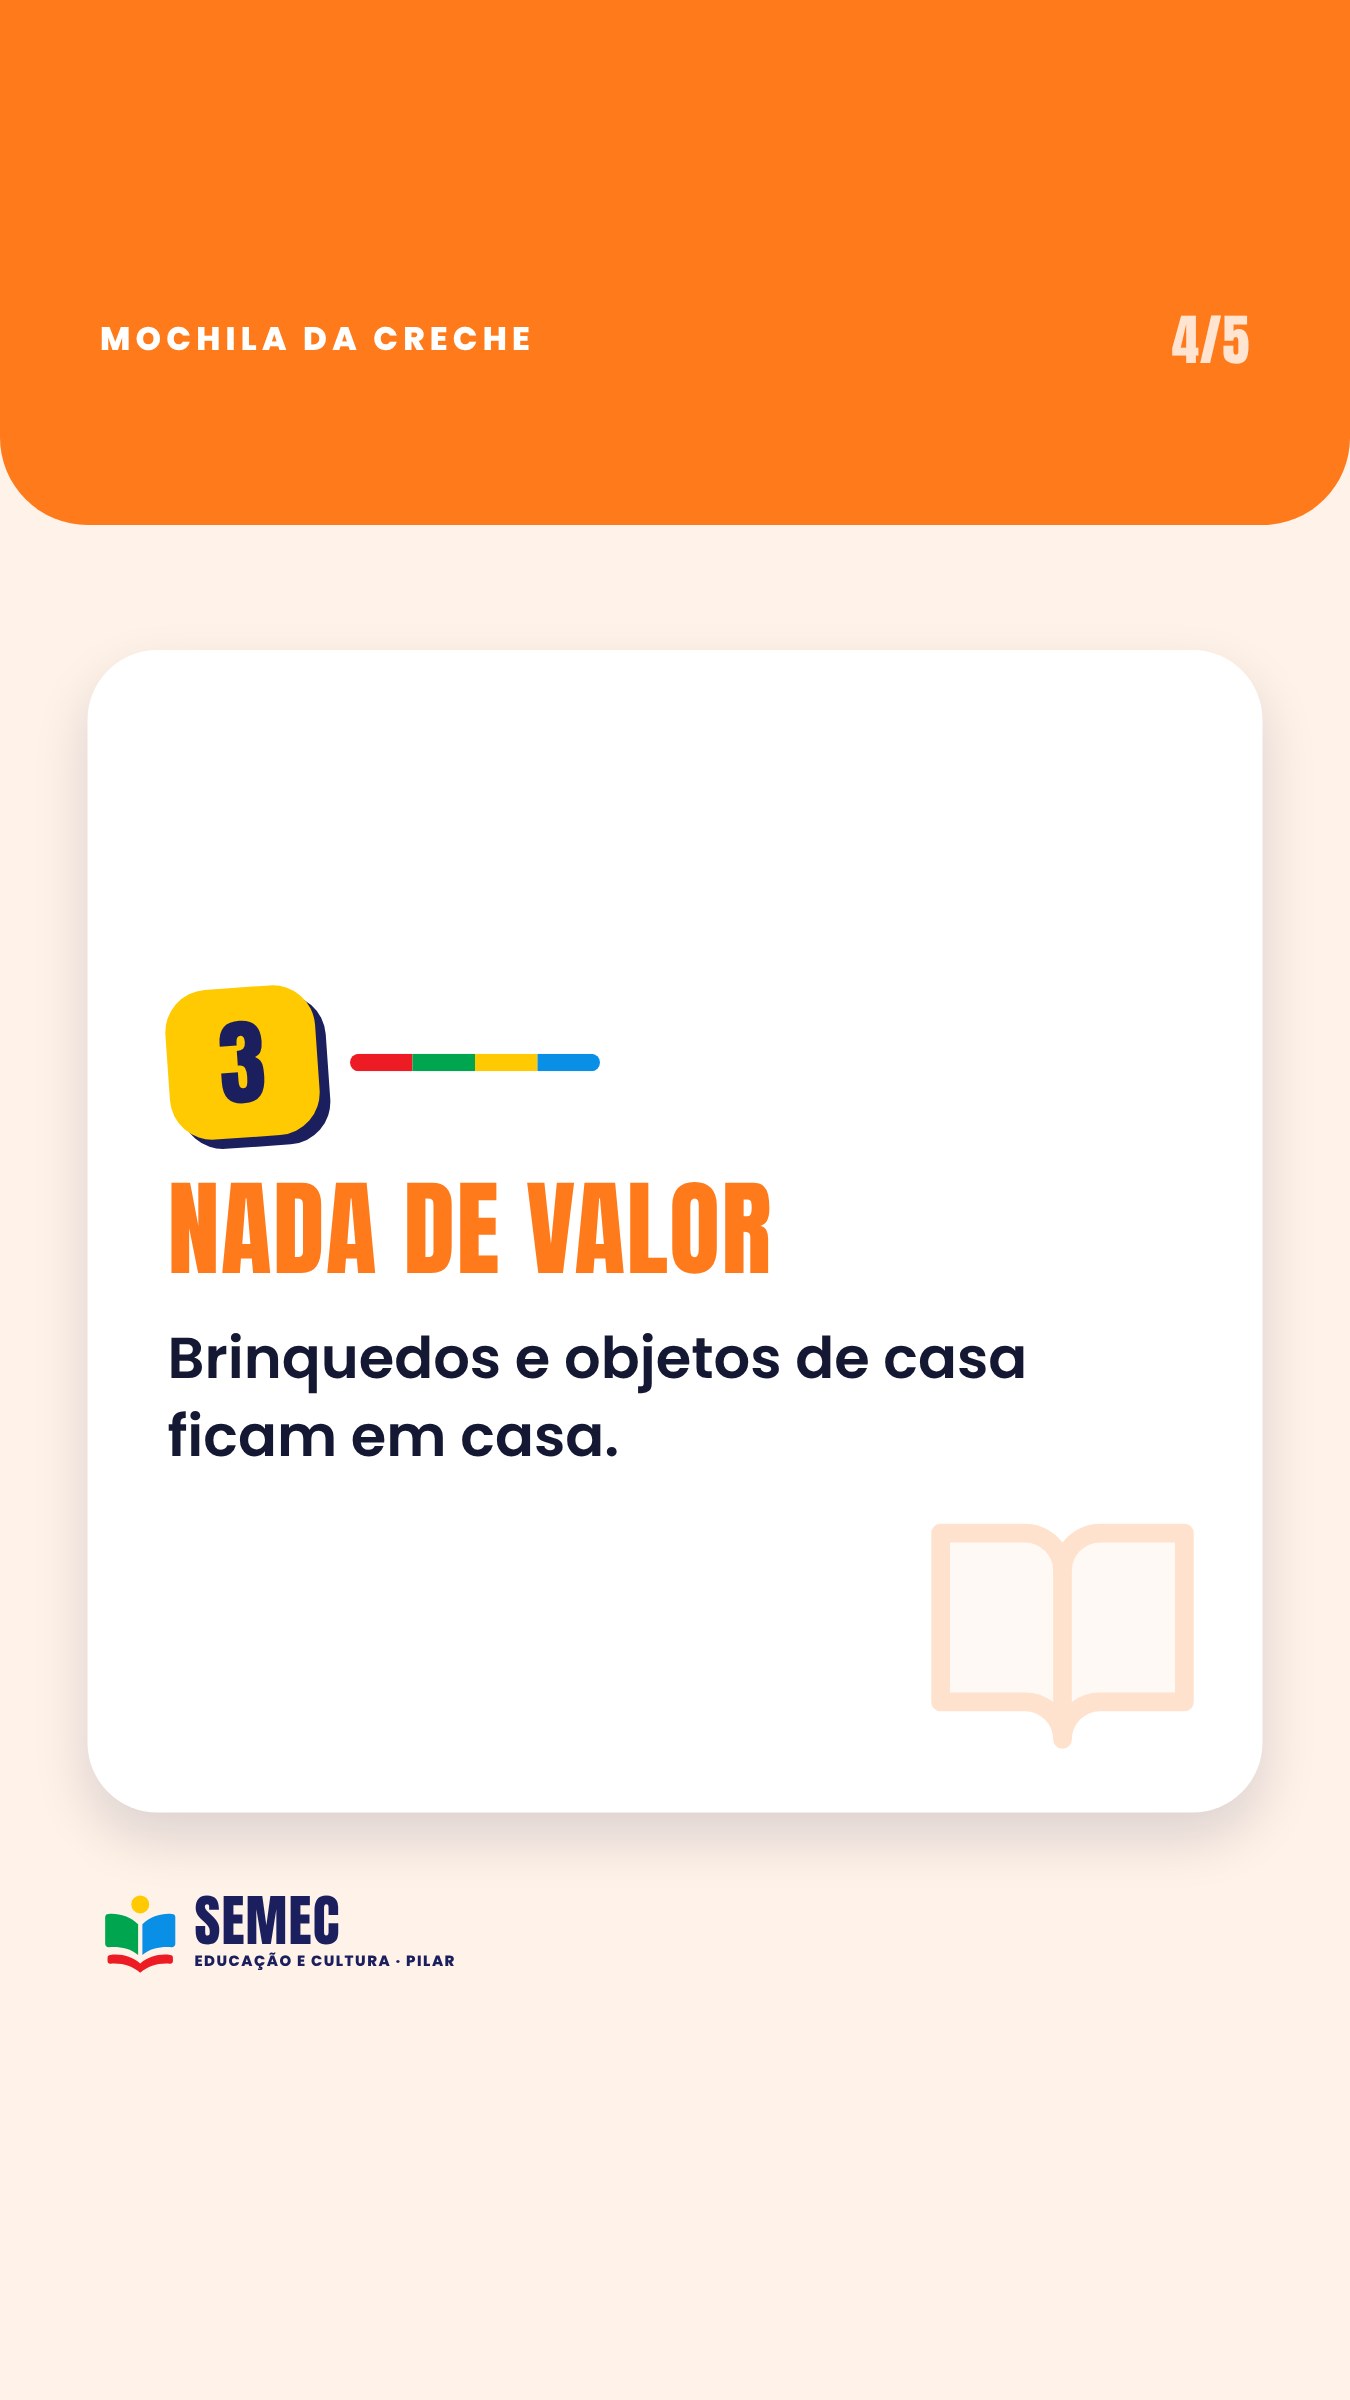 MOCHILA DA CRECHE
4/5
3
NADA DE VALOR
Brinquedos e objetos de casa
ficam em casa.
SEMEC
EDUCAÇÃO E CULTURA · PILAR